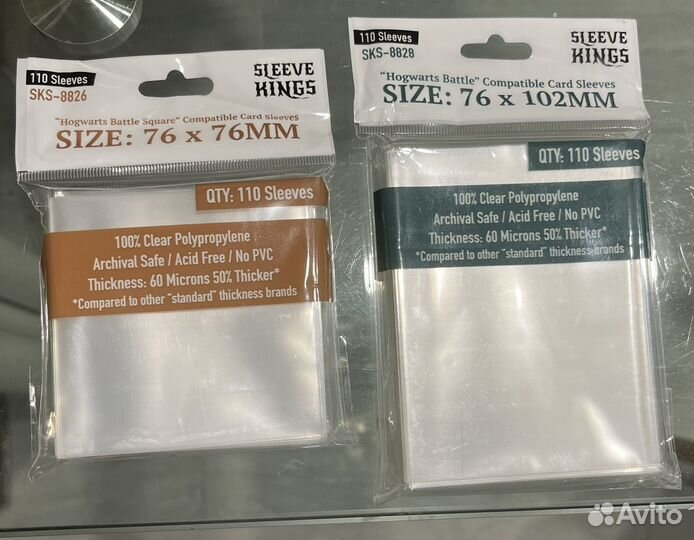 110 Sleeves
SKS-8826
SLEEVE
KINGS
"Hogwarts Battle Square" Compatible Card Sleeves
SIZE: 76 x 76MM
QTY: 110 Sleeves
100% Clear Polypropylene
Archival Safe / Acid Free / No PVC
Thickness: 60 Microns 50% Thicker*
*Compared to other "standard" thickness brands
110 Sleeves
SKS-8828
SLEEVE
KINGS
"Hogwarts Battle" Compatible Card Sleeves
SIZE: 76 x 102MM
QTY: 110 Sleeves
100% Clear Polypropylene
Archival Safe / Acid Free / No PVC
Thickness: 60 Microns 50% Thicker*
*Compared to other "standard" thickness brands
Avito